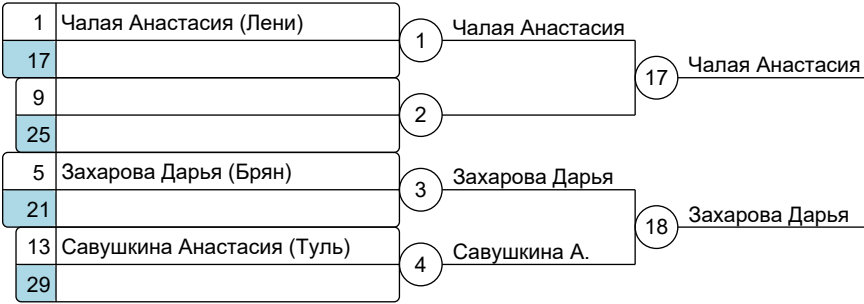 1 Чалая Анастасия (Лени)
17
1 Чалая Анастасия
17 Чалая Анастасия
9
25
2
5 Захарова Дарья (Брян)
21
3 Захарова Дарья
18 Захарова Дарья
13 Савушкина Анастасия (Туль)
29
4 Савушкина А.